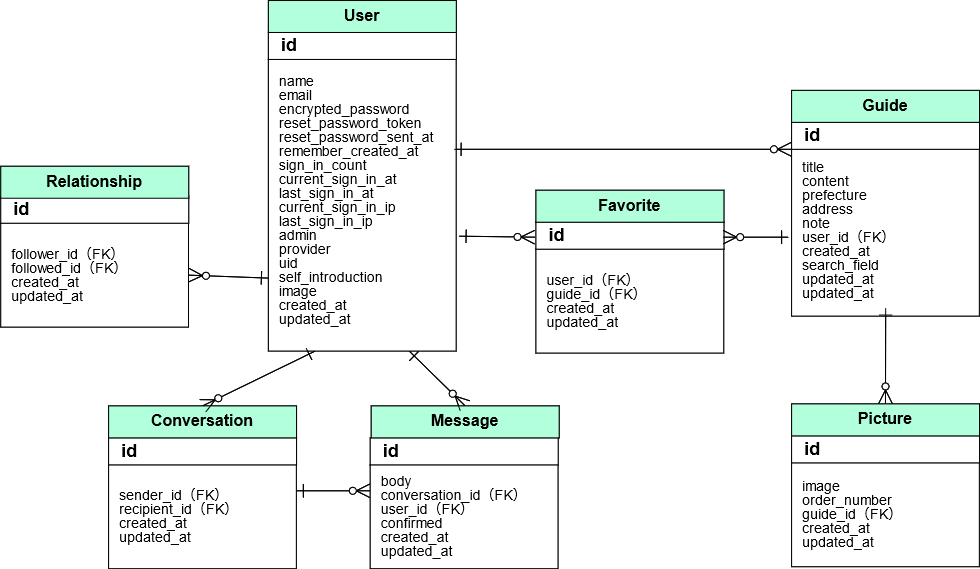 User
id
name
email
encrypted_password
reset_password_token
reset_password_sent_at
remember_created_at
sign_in_count
current_sign_in_at
last_sign_in_at
current_sign_in_ip
last_sign_in_ip
admin
provider
uid
self_introduction
image
created_at
updated_at
Guide
id
title
content
prefecture
address
note
user_id（FK）
created_at
search_field
updated_at
updated_at
Relationship
id
follower_id（FK）
followed_id（FK）
created_at
updated_at
Favorite
id
user_id（FK）
guide_id（FK）
created_at
updated_at
Conversation
id
sender_id（FK）
recipient_id（FK）
created_at
updated_at
Message
id
body
conversation_id（FK）
user_id（FK）
confirmed
created_at
updated_at
Picture
id
image
order_number
guide_id（FK）
created_at
updated_at